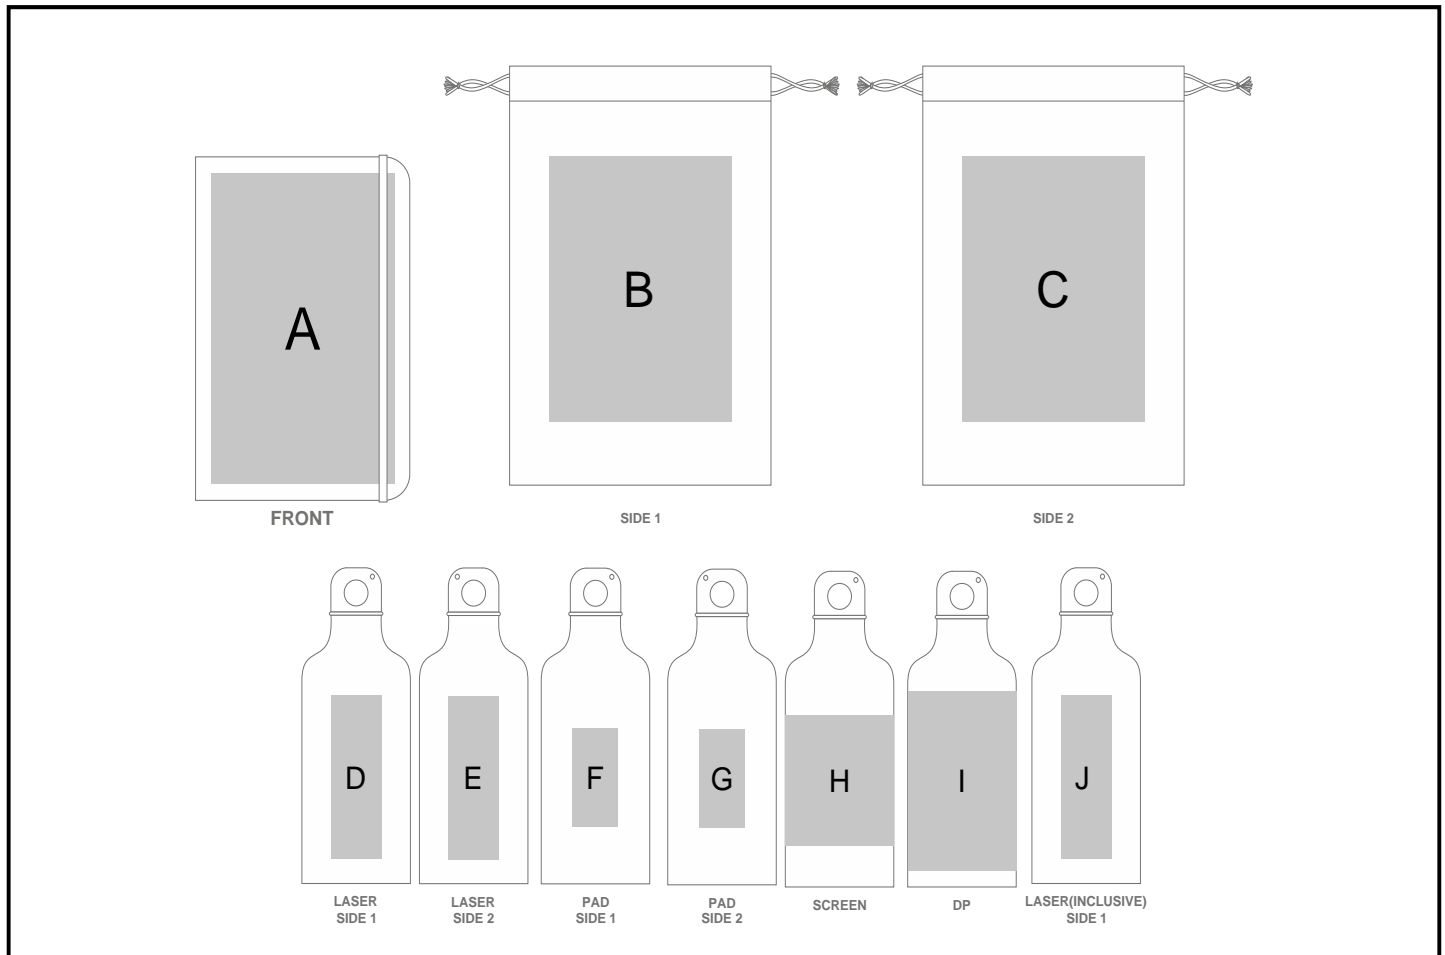 A
B
C
FRONT
SIDE 1
SIDE 2
D
E
F
G
H
I
J
LASER
SIDE 1
LASER
SIDE 2
PAD
SIDE 1
PAD
SIDE 2
SCREEN
DP
LASER(INCLUSIVE)
SIDE 1